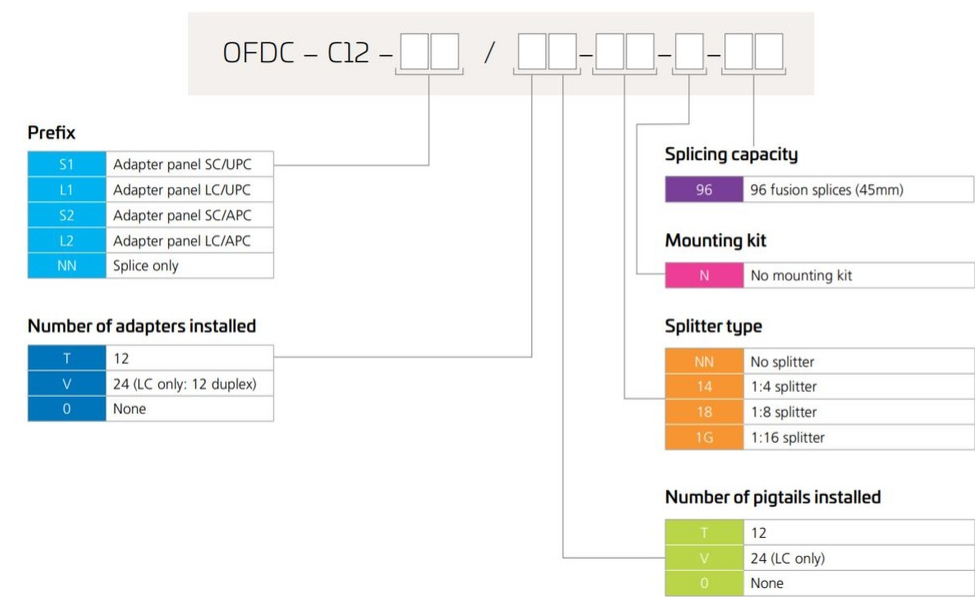 OFDC – C12 – / – – –
Prefix
S1 Adapter panel SC/UPC
L1 Adapter panel LC/UPC
S2 Adapter panel SC/APC
L2 Adapter panel LC/APC
NN Splice only
Number of adapters installed
T 12
V 24 (LC only: 12 duplex)
0 None
Splicing capacity
96 96 fusion splices (45mm)
Mounting kit
N No mounting kit
Splitter type
NN No splitter
14 1:4 splitter
18 1:8 splitter
1G 1:16 splitter
Number of pigtails installed
T 12
V 24 (LC only)
0 None